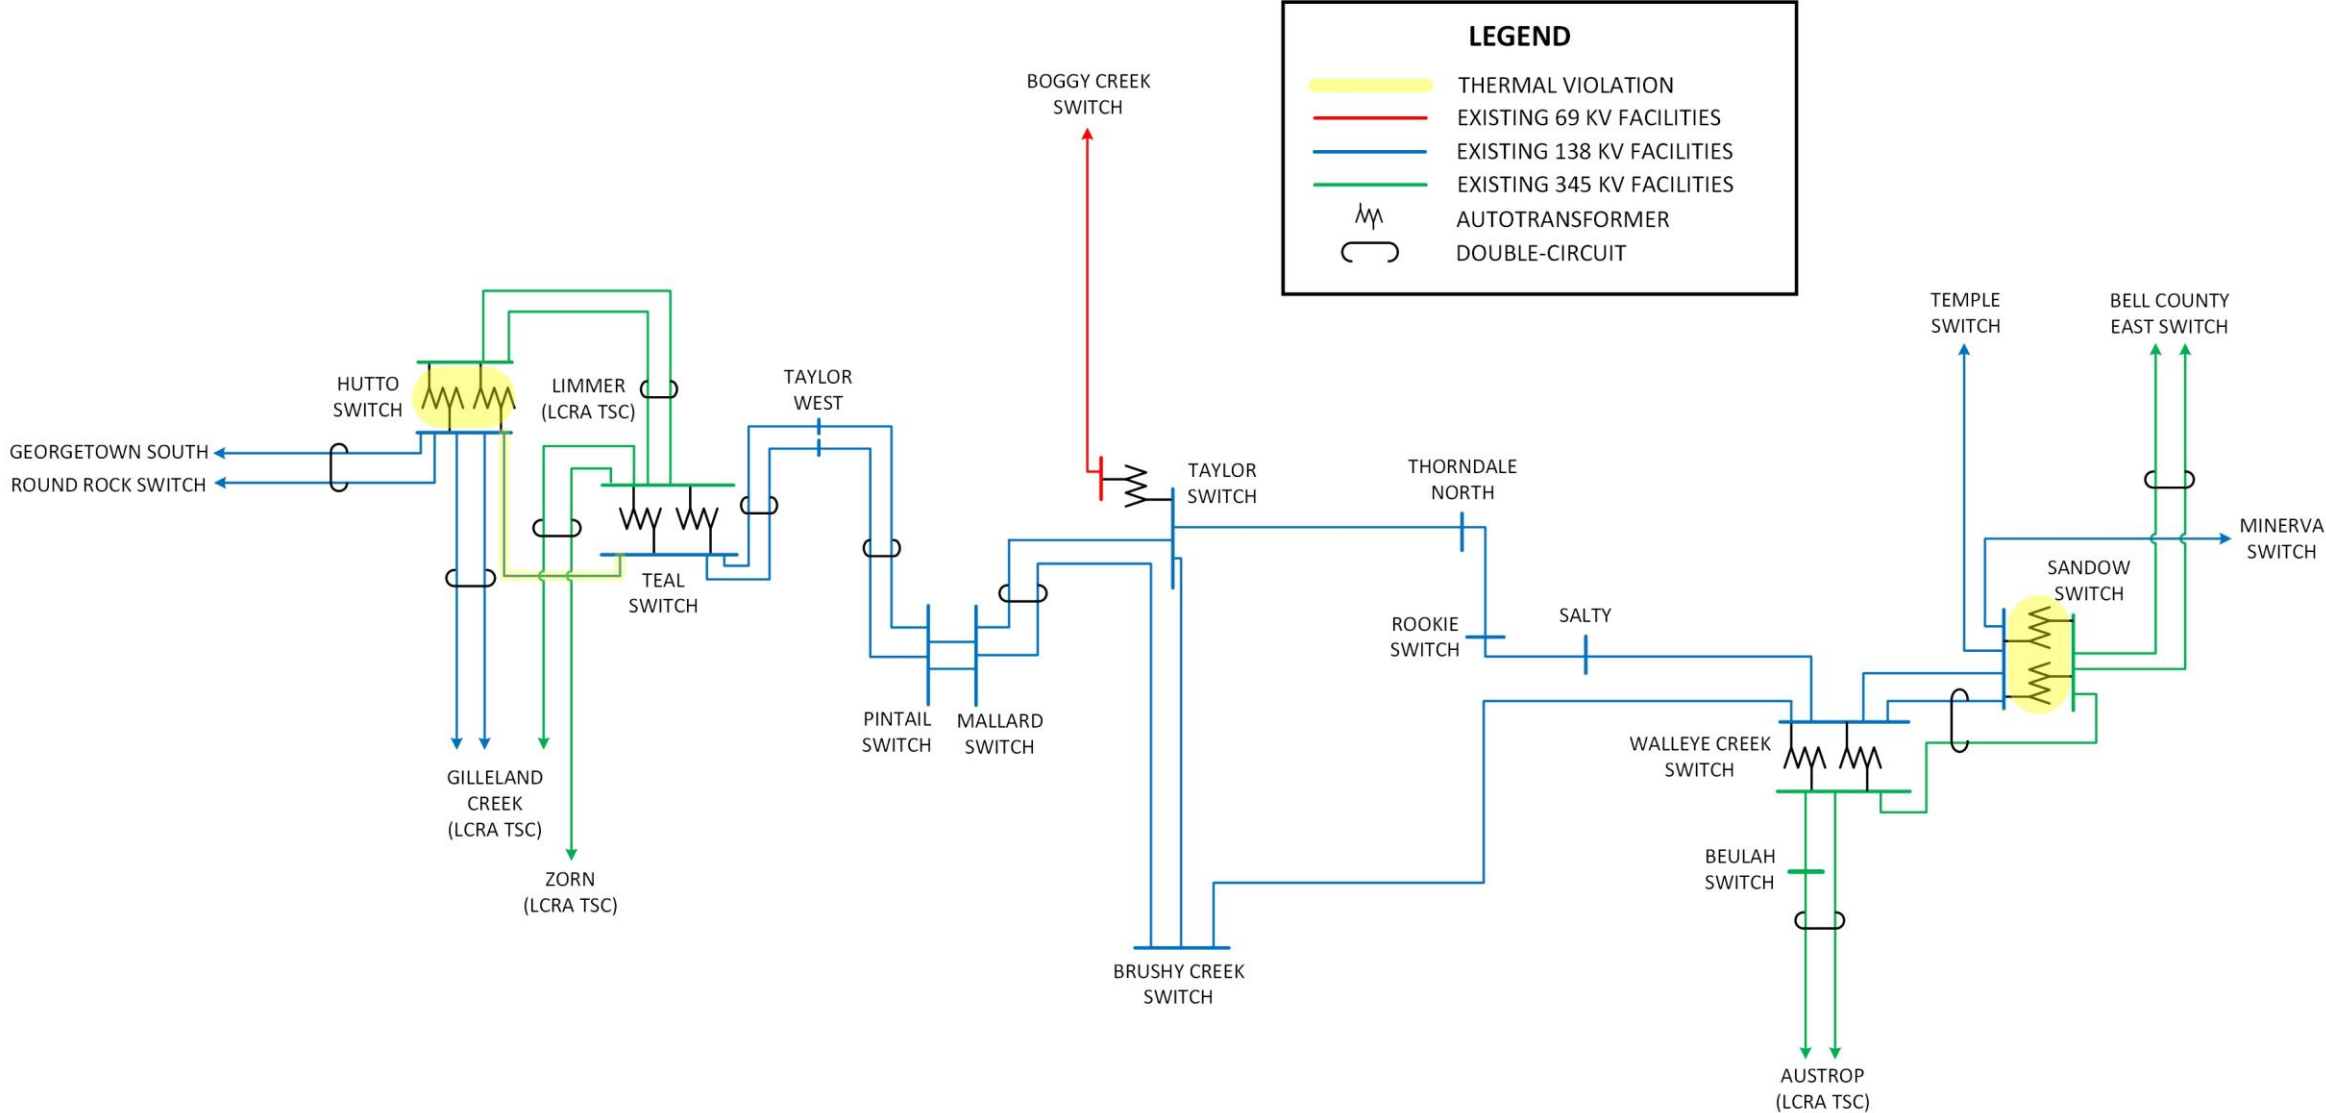 LEGEND
THERMAL VIOLATION
EXISTING 69 KV FACILITIES
EXISTING 138 KV FACILITIES
EXISTING 345 KV FACILITIES
AUTOTRANSFORMER
DOUBLE-CIRCUIT
BOGGY CREEK
SWITCH
TEMPLE
SWITCH
BELL COUNTY
EAST SWITCH
HUTTO
SWITCH
LIMMER
(LCRA TSC)
TAYLOR
WEST
GEORGETOWN SOUTH
ROUND ROCK SWITCH
TAYLOR
SWITCH
THORNDALE
NORTH
MINERVA
SWITCH
SANDOW
SWITCH
TEAL
SWITCH
ROOKIE
SWITCH
SALTY
PINTAIL
SWITCH
MALLARD
SWITCH
WALLEYE CREEK
SWITCH
GILLELAND
CREEK
(LCRA TSC)
ZORN
(LCRA TSC)
BEULAH
SWITCH
BRUSHY CREEK
SWITCH
AUSTROP
(LCRA TSC)